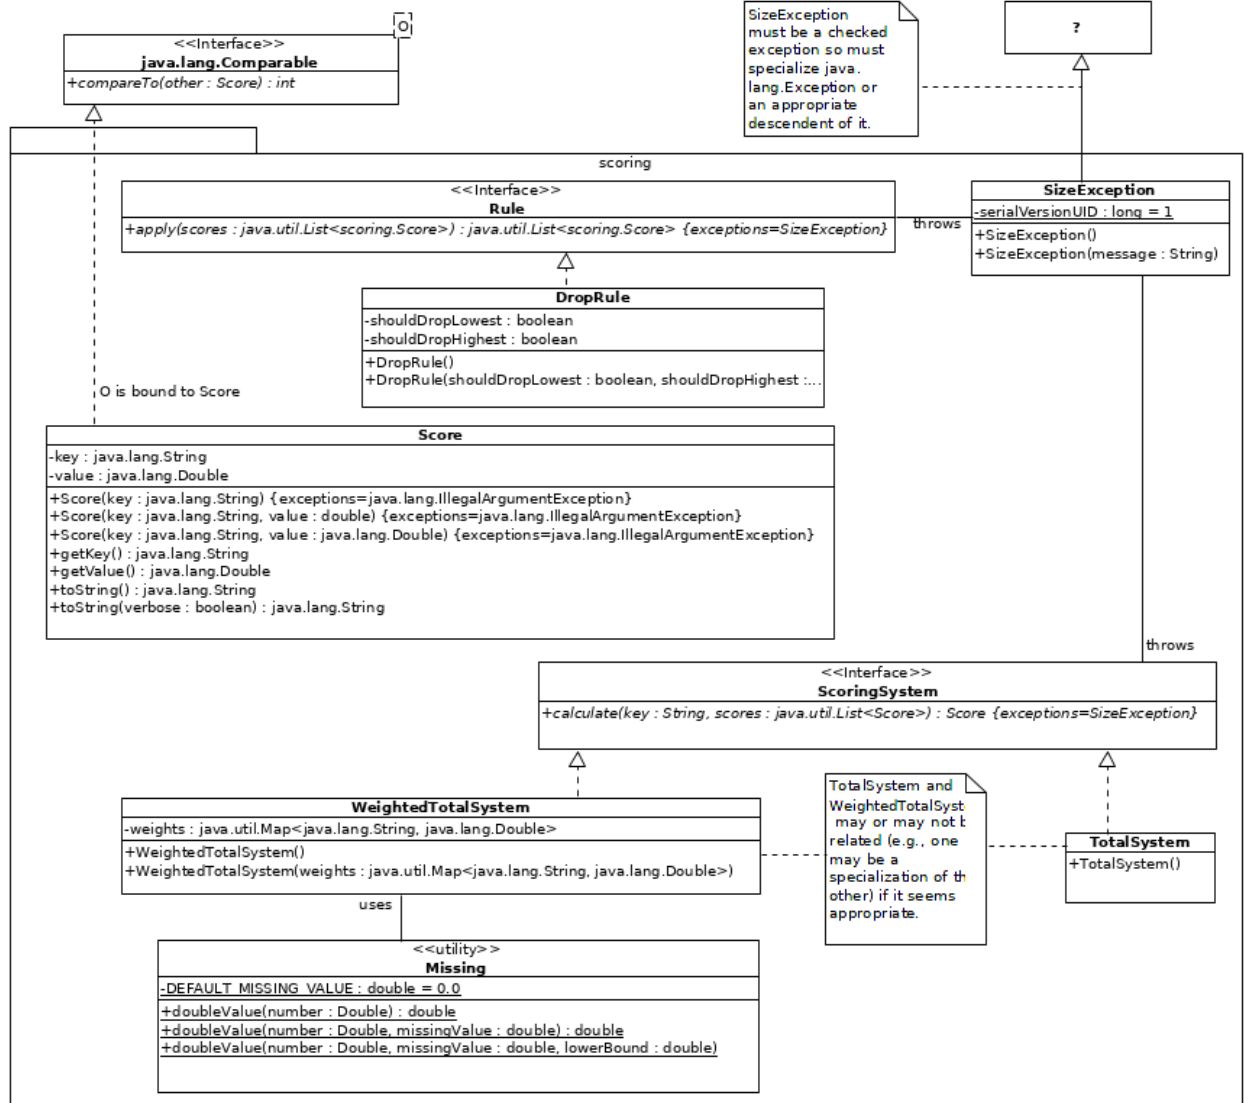 O
<<Interface>>
java.lang.Comparable
+compareTo(other : Score) : int
SizeException
must be a checked
exception so must
specialize java.
lang.Exception or
an appropriate
descendent of it.
?
scoring
<<Interface>>
Rule
+apply(scores : java.util.List<scoring.Score>) : java.util.List<scoring.Score> {exceptions=SizeException}
throws
SizeException
-serialVersionUID : long = 1
+SizeException()
+SizeException(message : String)
DropRule
-shouldDropLowest : boolean
-shouldDropHighest : boolean
+DropRule()
+DropRule(shouldDropLowest : boolean, shouldDropHighest :...
O is bound to Score
Score
-key : java.lang.String
-value : java.lang.Double
+Score(key : java.lang.String) {exceptions=java.lang.IllegalArgumentException}
+Score(key : java.lang.String, value : double) {exceptions=java.lang.IllegalArgumentException}
+Score(key : java.lang.String, value : java.lang.Double) {exceptions=java.lang.IllegalArgumentException}
+getKey() : java.lang.String
+getValue() : java.lang.Double
+toString() : java.lang.String
+toString(verbose : boolean) : java.lang.String
throws
<<Interface>>
ScoringSystem
+calculate(key : String, scores : java.util.List<Score>) : Score {exceptions=SizeException}
WeightedTotalSystem
-weights : java.util.Map<java.lang.String, java.lang.Double>
+WeightedTotalSystem()
+WeightedTotalSystem(weights : java.util.Map<java.lang.String, java.lang.Double>)
TotalSystem and
WeightedTotalSyst
may or may not b
related (e.g., one
may be a
specialization of th
other) if it seems
appropriate.
TotalSystem
+TotalSystem()
uses
<<utility>>
Missing
-DEFAULT_MISSING_VALUE : double = 0.0
+doubleValue(number : Double) : double
+doubleValue(number : Double, missingValue : double) : double
+doubleValue(number : Double, missingValue : double, lowerBound : double)